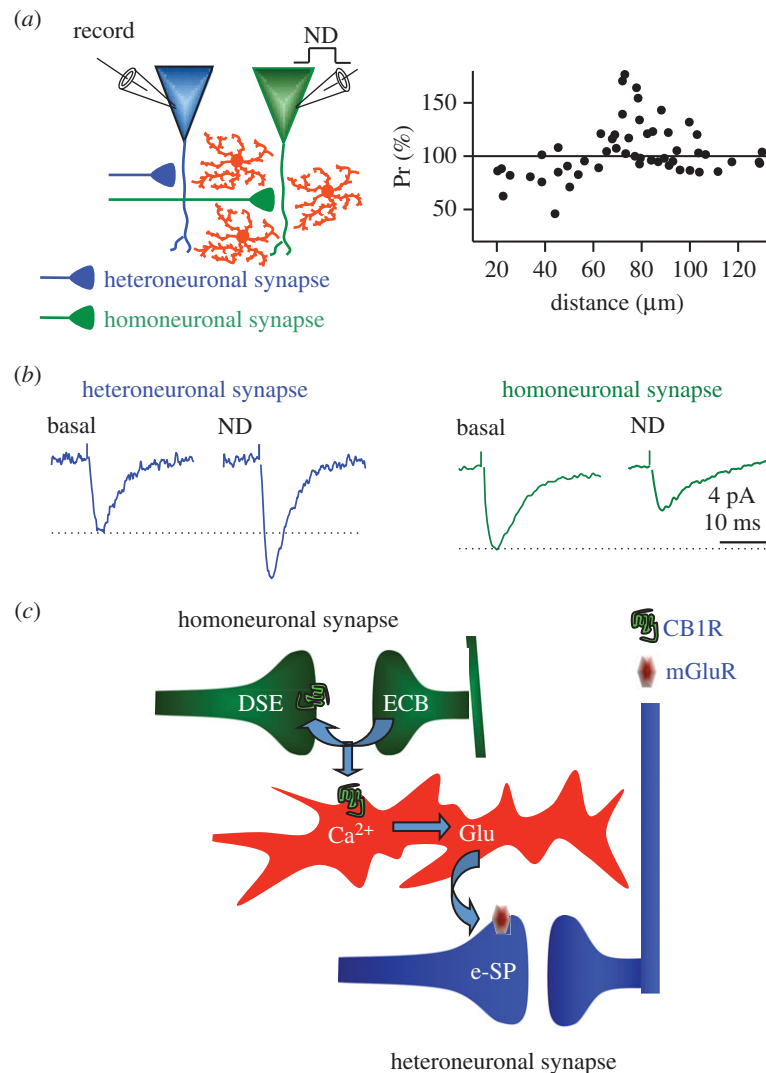 (a)
record
ND
heteroneuronal synapse
homoneuronal synapse
Pr (%)
150
100
50
20 40 60 80 100 120
distance (μm)
(b)
heteroneuronal synapse
basal ND
homoneuronal synapse
basal ND
4 pA
10 ms
(c)
homoneuronal synapse
CB1R
mGluR
DSE ECB
Ca²⁺ Glu
e-SP
heteroneuronal synapse